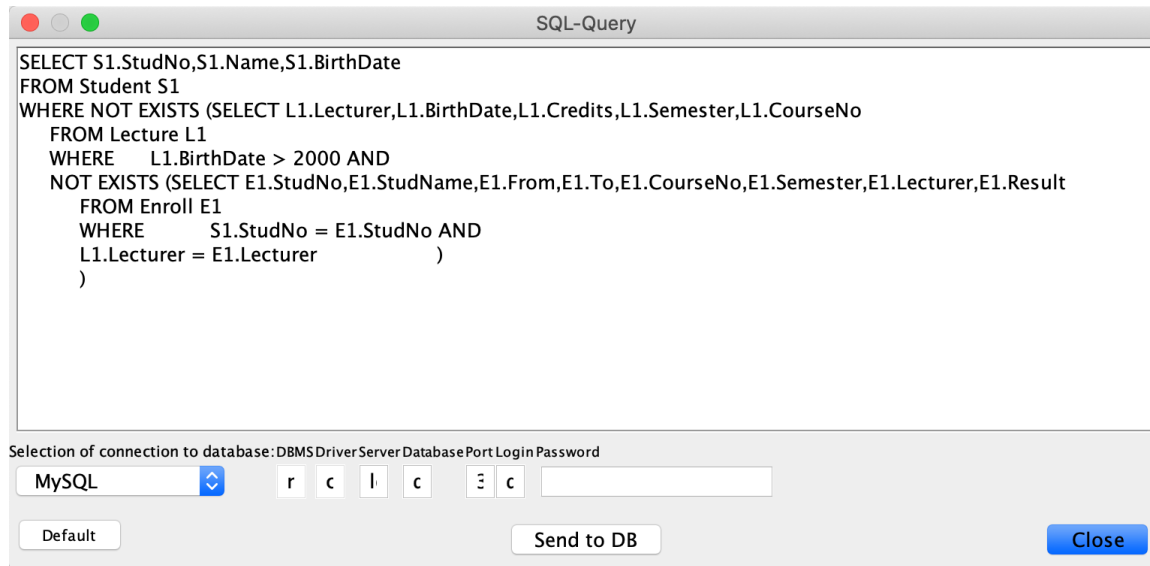 SQL-Query
SELECT S1.StudNo,S1.Name,S1.BirthDate
FROM Student S1
WHERE NOT EXISTS (SELECT L1.Lecturer,L1.BirthDate,L1.Credits,L1.Semester,L1.CourseNo
FROM Lecture L1
WHERE L1.BirthDate > 2000 AND
NOT EXISTS (SELECT E1.StudNo,E1.StudName,E1.From,E1.To,E1.CourseNo,E1.Semester,E1.Lecturer,E1.Result
FROM Enroll E1
WHERE S1.StudNo = E1.StudNo AND
L1.Lecturer = E1.Lecturer )
)
Selection of connection to database: DBMS Driver Server Database Port Login Password
MySQL r c l c 3 c
Default Send to DB Close